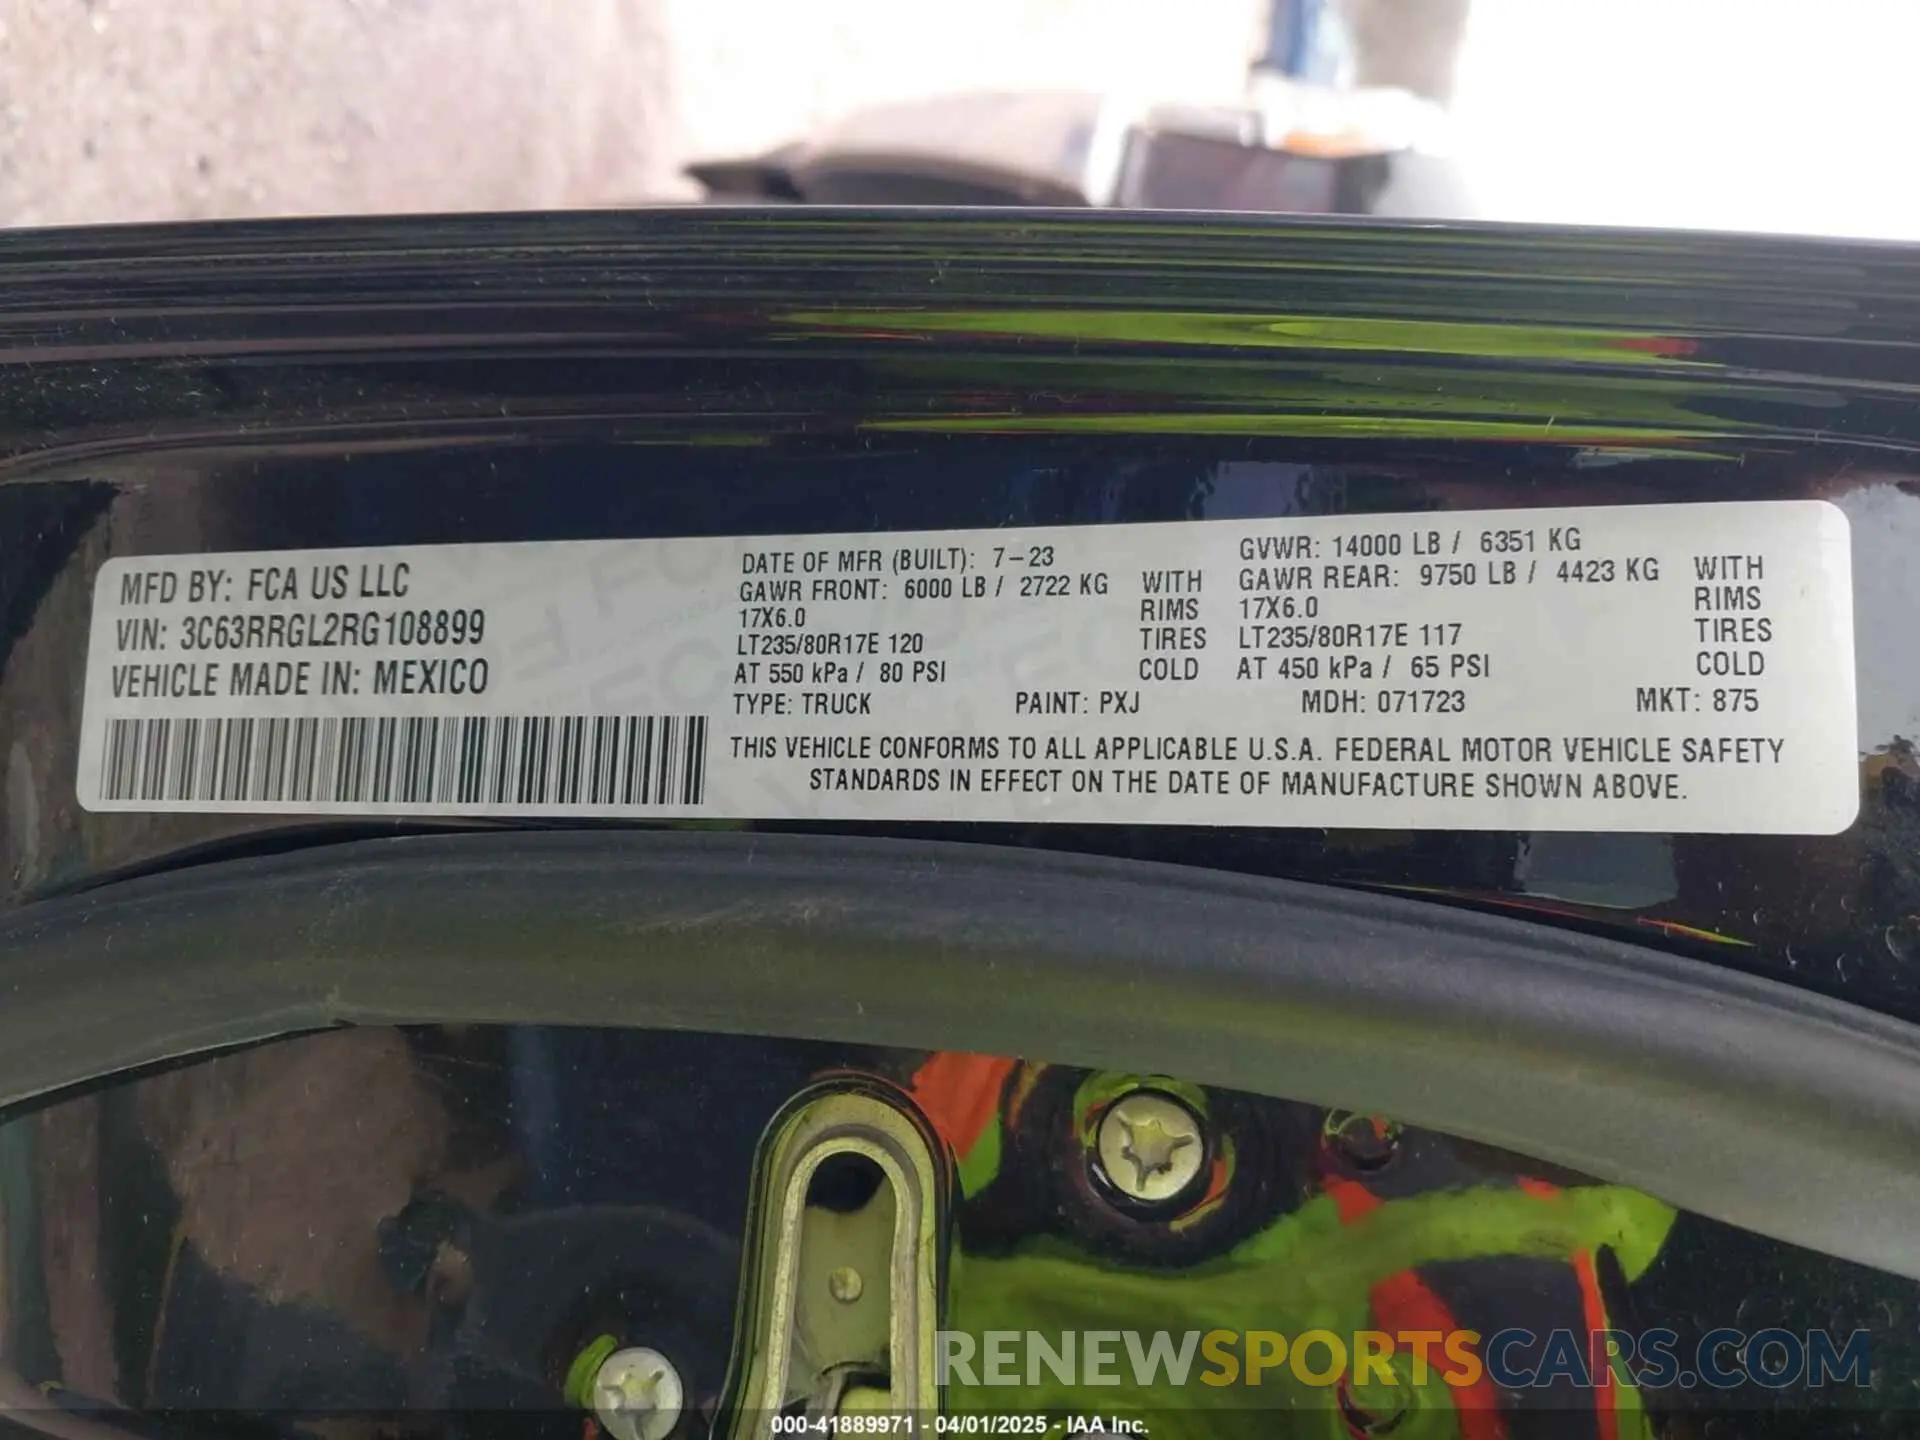 MFD BY: FCA US LLC
VIN: 3C63RRGL2RG108899
VEHICLE MADE IN: MEXICO
DATE OF MFR (BUILT): 7-23
GAWR FRONT: 6000 LB / 2722 KG WITH
17X6.0 RIMS
LT235/80R17E 120 TIRES
AT 550 kPa / 80 PSI COLD
GVWR: 14000 LB / 6351 KG
GAWR REAR: 9750 LB / 4423 KG WITH
17X6.0 RIMS
LT235/80R17E 117 TIRES
AT 450 kPa / 65 PSI COLD
TYPE: TRUCK PAINT: PXJ MDH: 071723 MKT: 875
THIS VEHICLE CONFORMS TO ALL APPLICABLE U.S.A. FEDERAL MOTOR VEHICLE SAFETY
STANDARDS IN EFFECT ON THE DATE OF MANUFACTURE SHOWN ABOVE.
RENEWSPORTSCARS.COM
000-41889971 - 04/01/2025 - IAA Inc.